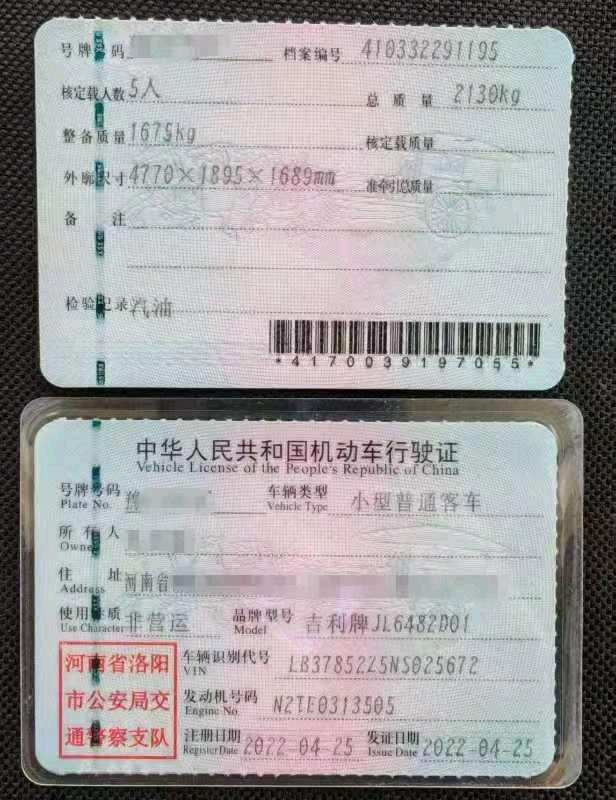 号牌号码 档案编号 410332291195
核定载人数 5人 总质量 2130kg
整备质量 1675kg 核定载质量
外廓尺寸 4770×1895×1689mm 准牵引总质量
备注
检验记录 汽油
*4170039197055*
中华人民共和国机动车行驶证
Vehicle License of the People's Republic of China
号牌号码 豫 车辆类型 小型普通客车
Plate No. Vehicle Type
所有人
Owner
住址 河南省
Address
使用性质 非营运 品牌型号 吉利牌JL6482D01
Use Character Model
河南省洛阳 车辆识别代号 LB37852Z5NS025672
VIN
市公安局交 发动机号码 N2TE0313505
Engine No.
通警察支队 注册日期 2022-04-25 发证日期 2022-04-25
Register Date Issue Date